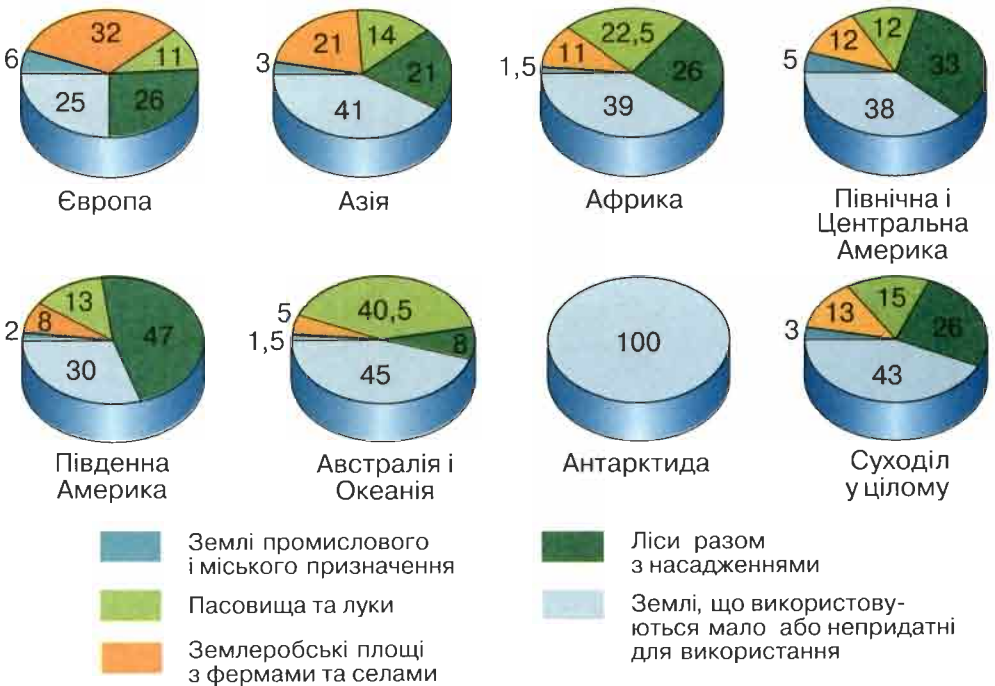 6
32
11
26
25
Європа
3
21
14
21
41
Азія
1,5
11
22,5
26
39
Африка
5
12
12
33
38
Північна і
Центральна
Америка
2
8
13
47
30
Південна
Америка
1,5
5
40,5
8
45
Австралія і
Океанія
100
Антарктида
3
13
15
26
43
Суходіл
у цілому
Землі промислового
і міського призначення
Пасовища та луки
Землеробські площі
з фермами та селами
Ліси разом
з насадженнями
Землі, що використову-
ються мало або непридатні
для використання